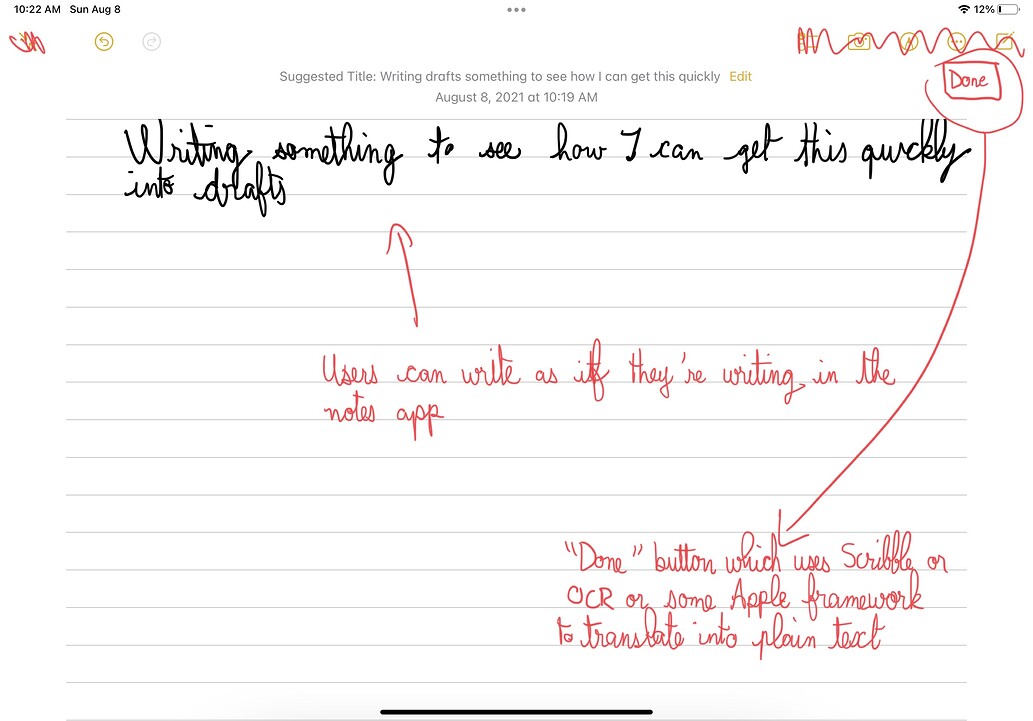 10:22 AM Sun Aug 8
12%
Suggested Title: Writing drafts something to see how I can get this quickly Edit
August 8, 2021 at 10:19 AM
Done
Writing something to see how I can get this quickly
into drafts
Users can write as if they're writing in the
notes app
"Done" button which uses Scribble or
OCR or some Apple framework
to translate into plain text